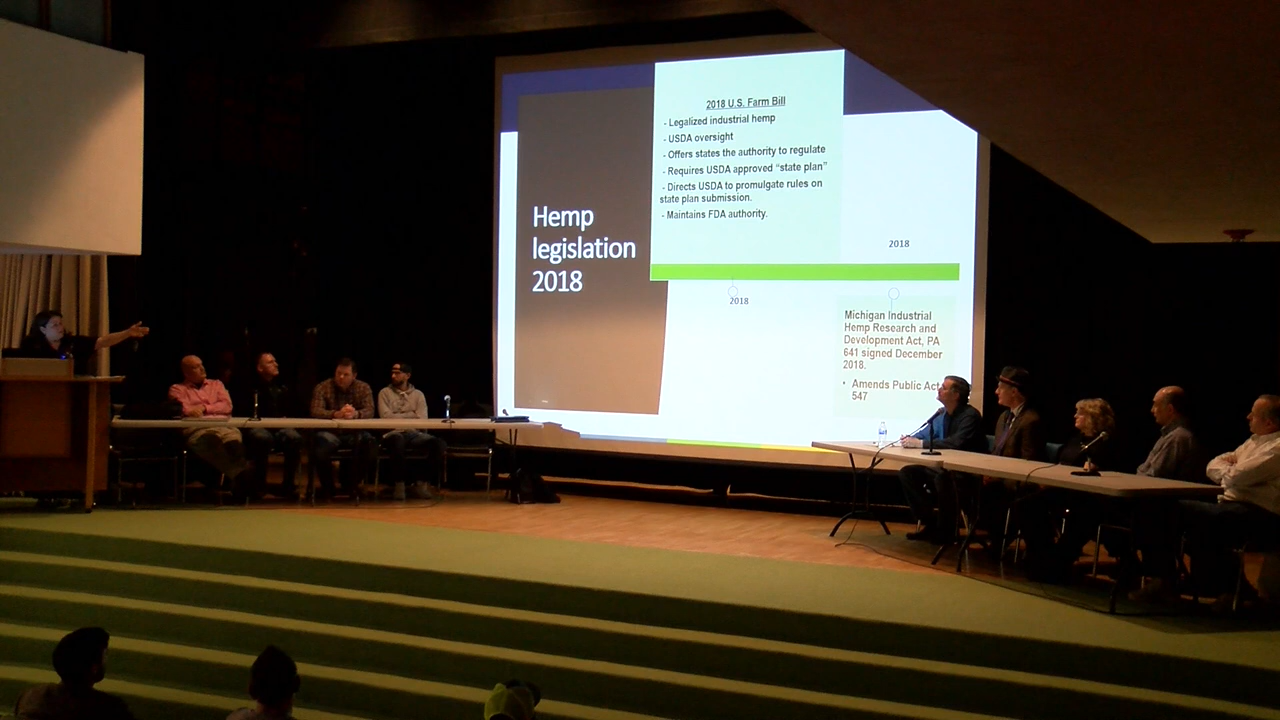 Hemp
legislation
2018
2018 U.S. Farm Bill
- Legalized industrial hemp
- USDA oversight
- Offers states the authority to regulate
- Requires USDA approved “state plan”
- Directs USDA to promulgate rules on
state plan submission.
- Maintains FDA authority.
2018
2018
Michigan Industrial
Hemp Research and
Development Act, PA
641 signed December
2018.
• Amends Public Act
547